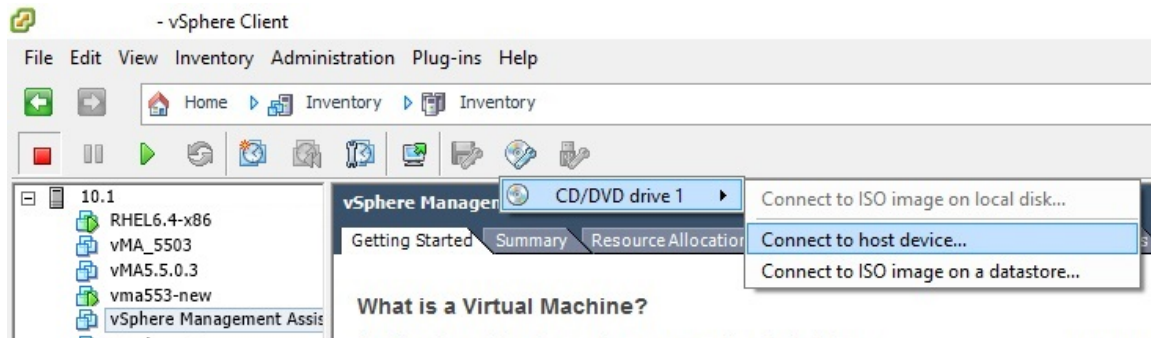 - vSphere Client
File Edit View Inventory Administration Plug-ins Help
Home Inventory Inventory
10.1
RHEL6.4-x86
vMA_5503
vMA5.5.0.3
vma553-new
vSphere Management Assis
vSphere Manager
CD/DVD drive 1
Connect to ISO image on local disk...
Connect to host device...
Connect to ISO image on a datastore...
Getting Started Summary Resource Allocation
What is a Virtual Machine?